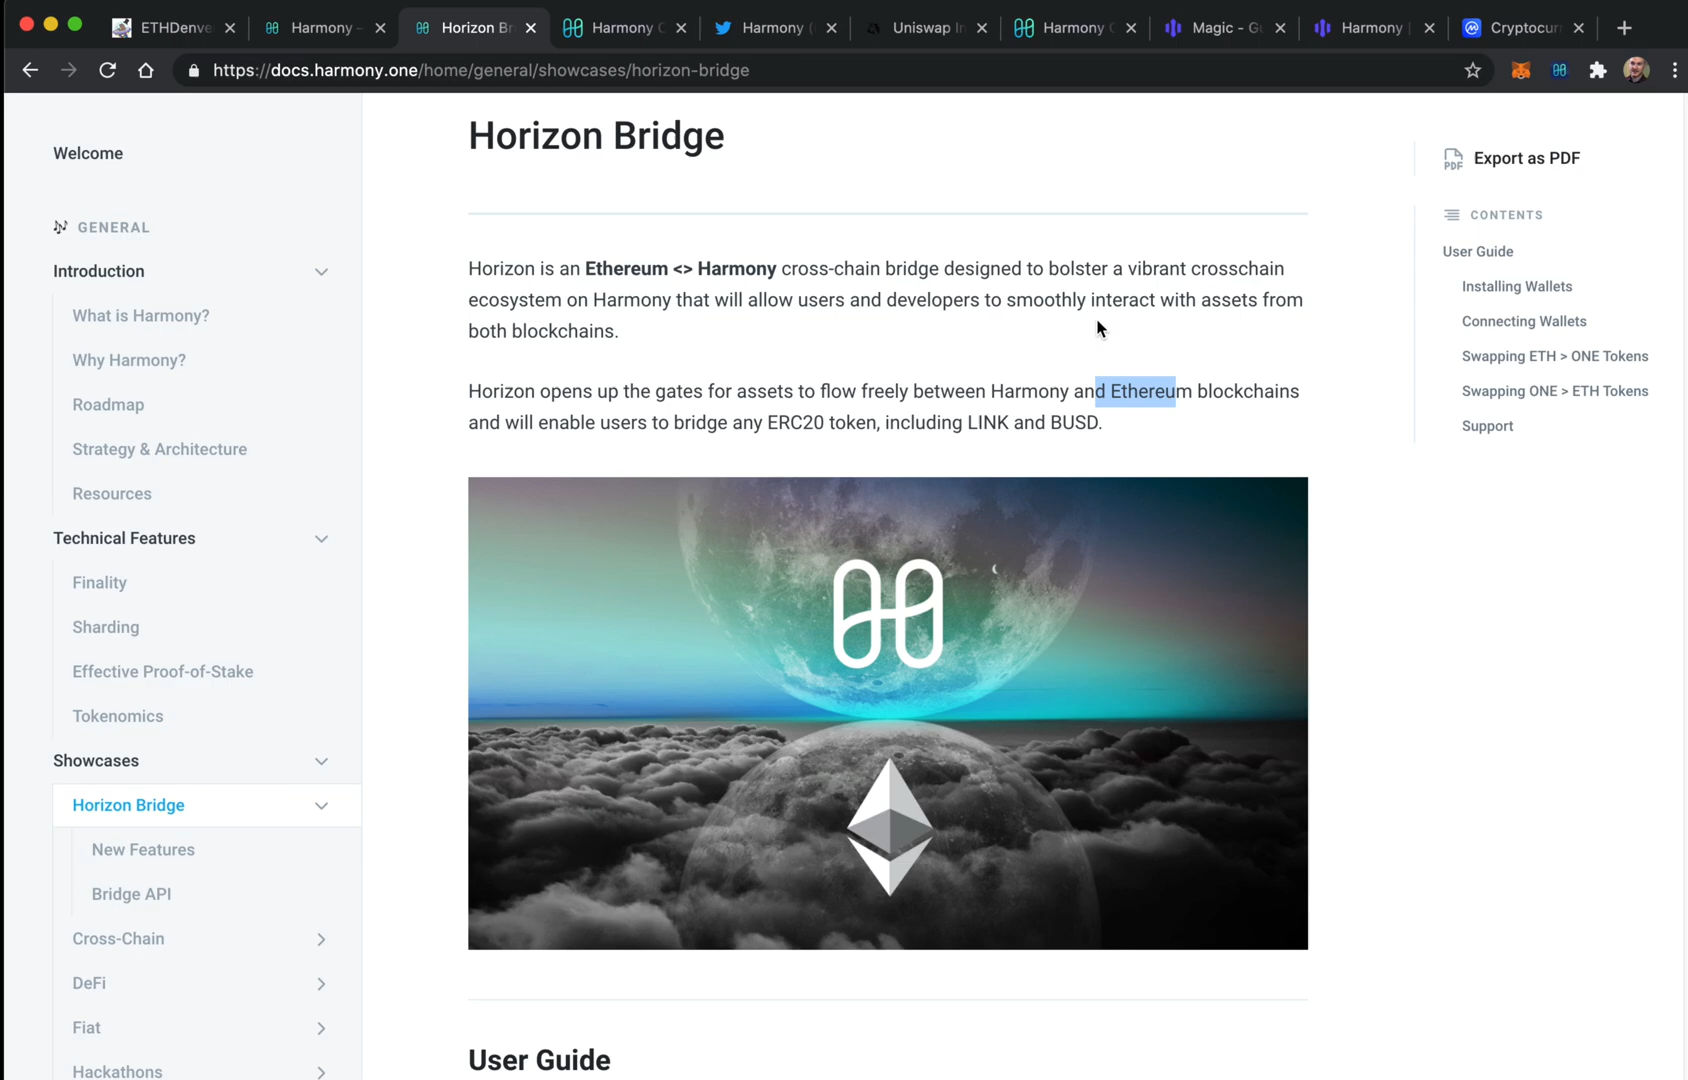 ETHDenve
Harmony –
Horizon Br
Harmony
Harmony
Uniswap In
Harmony
Magic - Gu
Harmony |
Cryptocur
https://docs.harmony.one/home/general/showcases/horizon-bridge
Welcome
GENERAL
Introduction
What is Harmony?
Why Harmony?
Roadmap
Strategy & Architecture
Resources
Technical Features
Finality
Sharding
Effective Proof-of-Stake
Tokenomics
Showcases
Horizon Bridge
New Features
Bridge API
Cross-Chain
DeFi
Fiat
Hackathons
Horizon Bridge
Horizon is an Ethereum <> Harmony cross-chain bridge designed to bolster a vibrant crosschain
ecosystem on Harmony that will allow users and developers to smoothly interact with assets from
both blockchains.
Horizon opens up the gates for assets to flow freely between Harmony and Ethereum blockchains
and will enable users to bridge any ERC20 token, including LINK and BUSD.
User Guide
PDF
Export as PDF
CONTENTS
User Guide
Installing Wallets
Connecting Wallets
Swapping ETH > ONE Tokens
Swapping ONE > ETH Tokens
Support